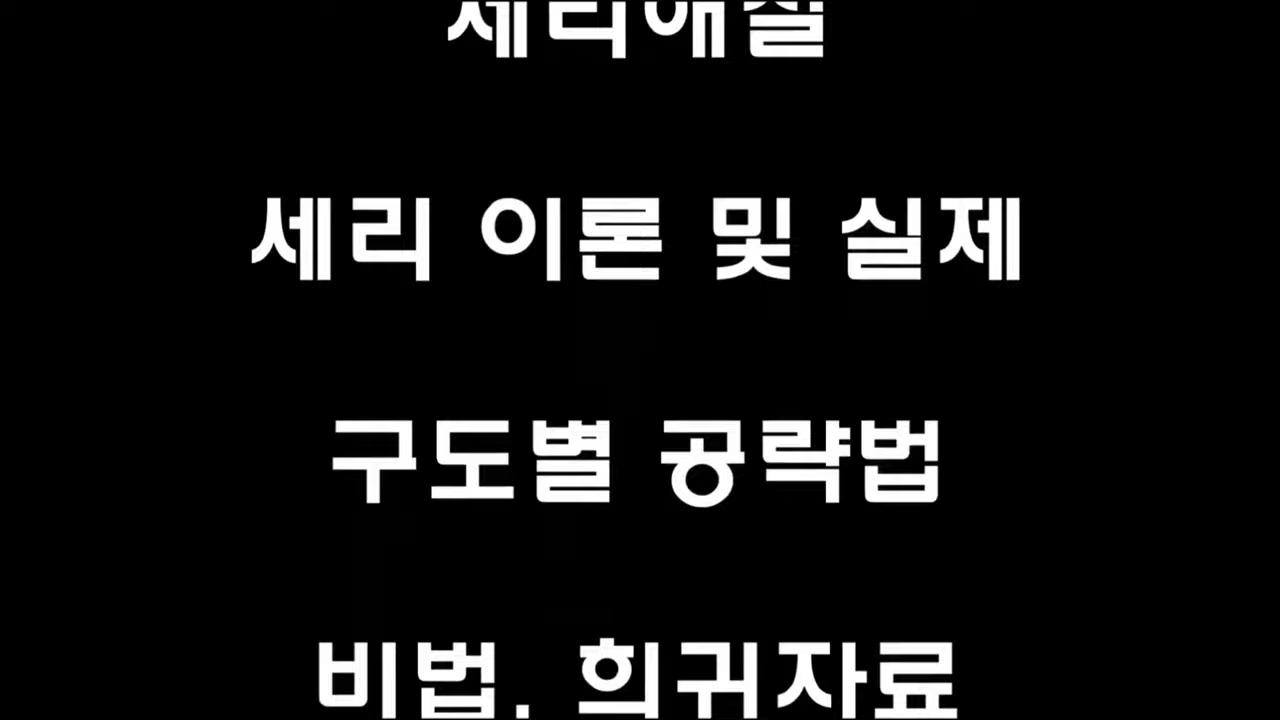 세리 이론 및 실제
구도별 공략법
비법, 희귀자료